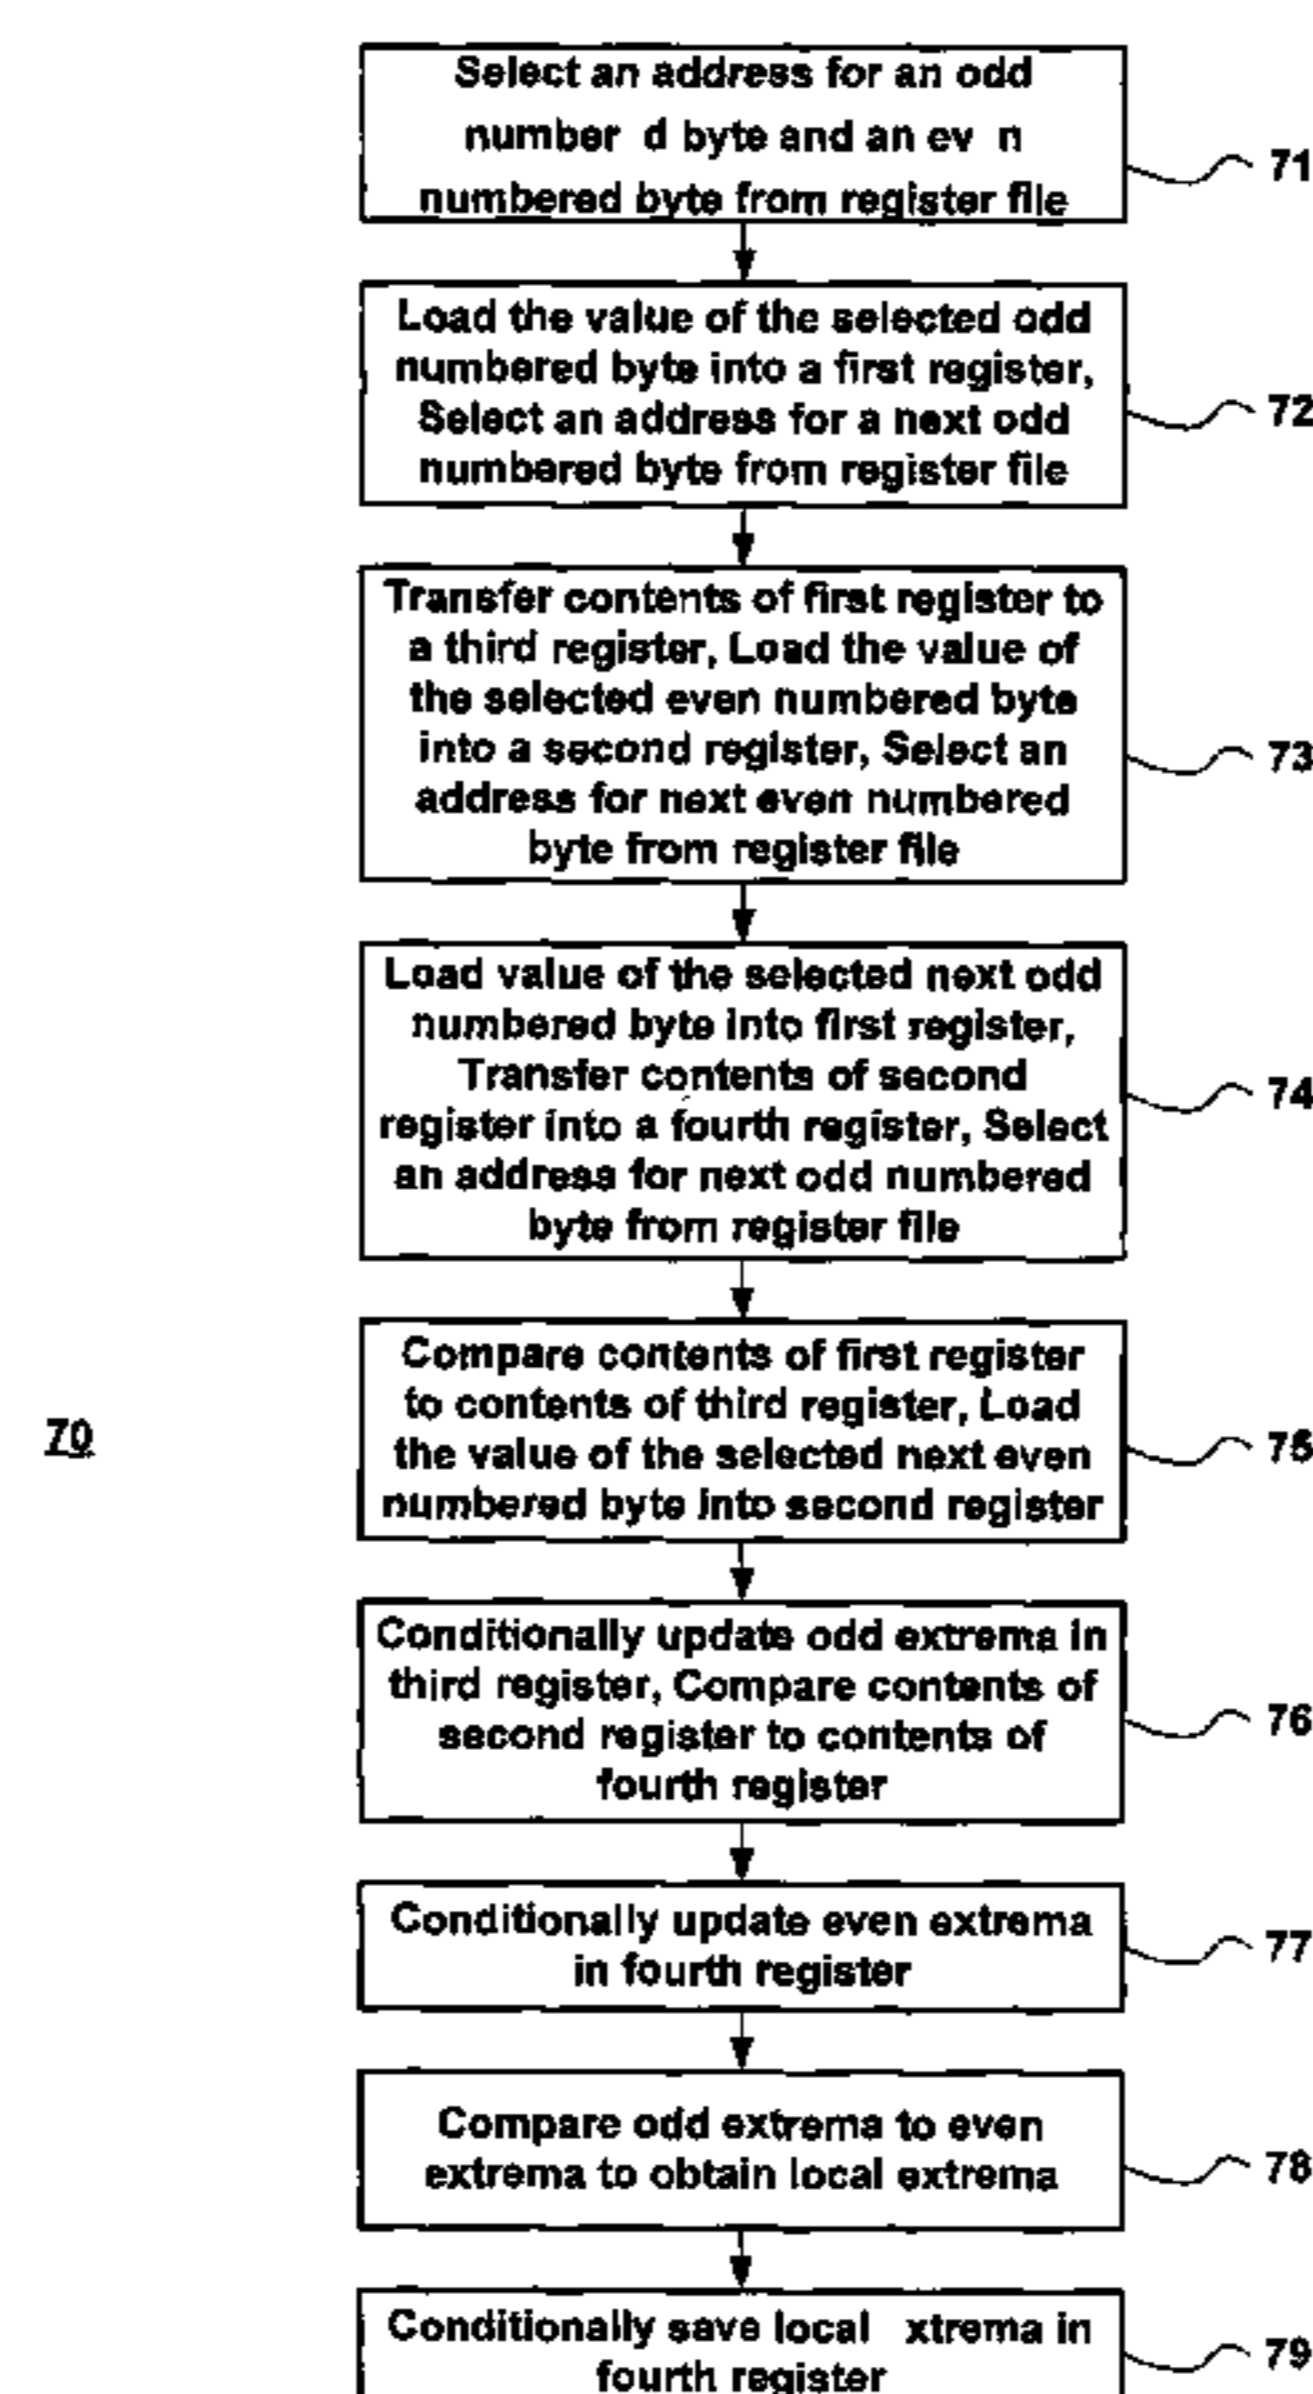 Select an address for an odd
number d byte and an ev n
numbered byte from register file
71
Load the value of the selected odd
numbered byte into a first register,
Select an address for a next odd
numbered byte from register file
72
Transfer contents of first register to
a third register, Load the value of
the selected even numbered byte
into a second register, Select an
address for next even numbered
byte from register file
73
Load value of the selected next odd
numbered byte into first register,
Transfer contents of second
register into a fourth register, Select
an address for next odd numbered
byte from register file
74
Compare contents of first register
to contents of third register, Load
the value of the selected next even
numbered byte into second register
75
70
Conditionally update odd extrema in
third register, Compare contents of
second register to contents of
fourth register
76
Conditionally update even extrema
in fourth register
77
Compare odd extrema to even
extrema to obtain local extrema
78
Conditionally save local xtrema in
fourth register
79